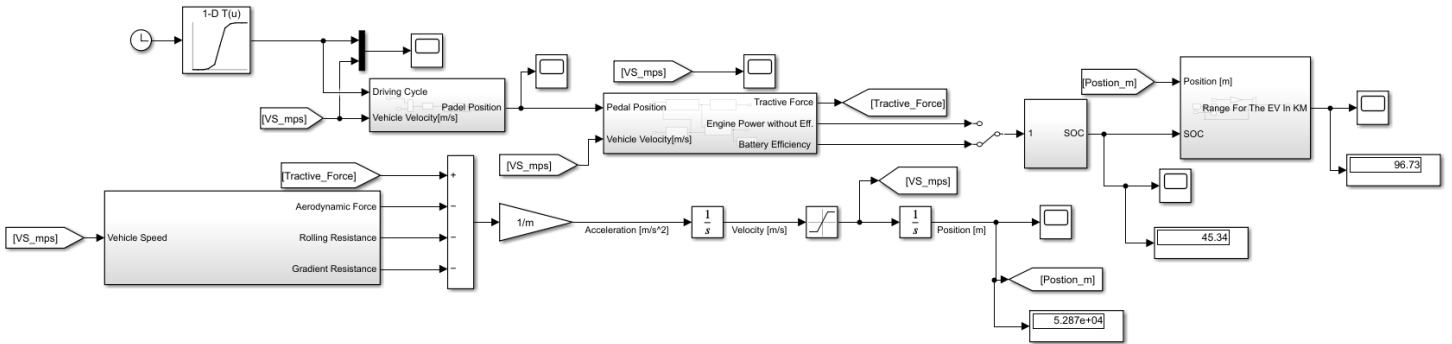 1-D T(u)
Driving Cycle
Padel Position
Vehicle Velocity[m/s]
[VS_mps]
[VS_mps]
Pedal Position
Tractive Force
Engine Power without Eff.
Vehicle Velocity[m/s]
Battery Efficiency
[VS_mps]
[Tractive_Force]
1
SOC
[Postion_m]
Position [m]
Range For The EV In KM
SOC
96.73
45.34
[Tractive_Force]
[VS_mps]
Vehicle Speed
Aerodynamic Force
Rolling Resistance
Gradient Resistance
+
−
−
−
1/m
Acceleration [m/s^2]
1
s
Velocity [m/s]
[VS_mps]
1
s
Position [m]
[Postion_m]
5.287e+04